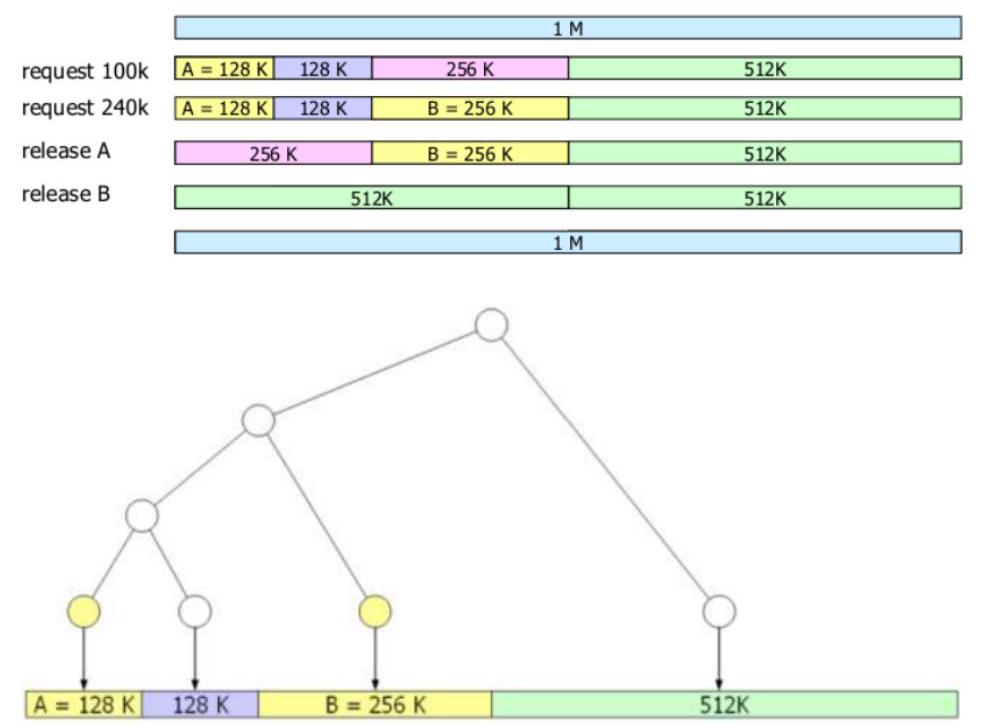 1 M
request 100k A = 128 K 128 K 256 K 512K
request 240k A = 128 K 128 K B = 256 K 512K
release A 256 K B = 256 K 512K
release B 512K 512K
1 M
A = 128 K 128 K B = 256 K 512K